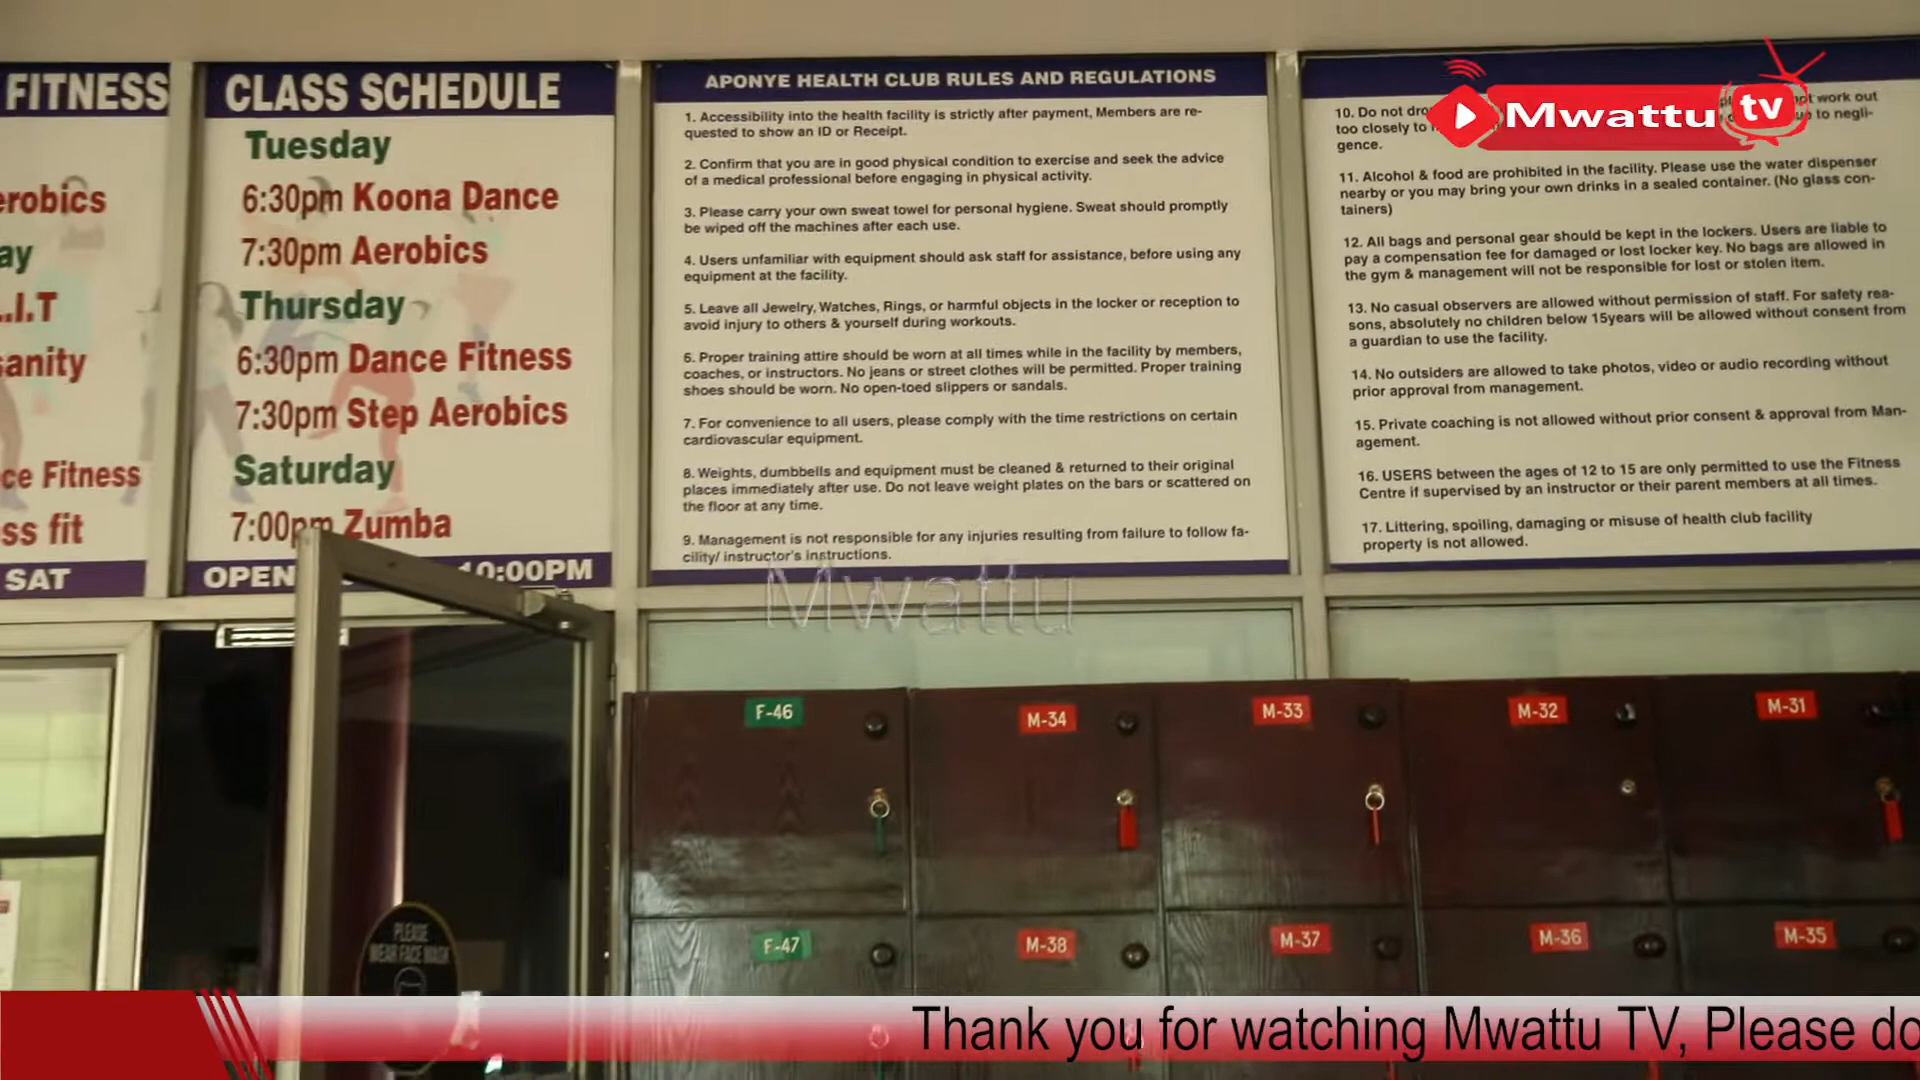 FITNESS
erobics
ay
..I.T
sanity
ce Fitness
ss fit
SAT
CLASS SCHEDULE
Tuesday
6:30pm Koona Dance
7:30pm Aerobics
Thursday
6:30pm Dance Fitness
7:30pm Step Aerobics
Saturday
7:00pm Zumba
OPEN 10:00PM
APONYE HEALTH CLUB RULES AND REGULATIONS
1. Accessibility into the health facility is strictly after payment, Members are re-
quested to show an ID or Receipt.
2. Confirm that you are in good physical condition to exercise and seek the advice
of a medical professional before engaging in physical activity.
3. Please carry your own sweat towel for personal hygiene. Sweat should promptly
be wiped off the machines after each use.
4. Users unfamiliar with equipment should ask staff for assistance, before using any
equipment at the facility.
5. Leave all Jewelry, Watches, Rings, or harmful objects in the locker or reception to
avoid injury to others & yourself during workouts.
6. Proper training attire should be worn at all times while in the facility by members,
coaches, or instructors. No jeans or street clothes will be permitted. Proper training
shoes should be worn. No open-toed slippers or sandals.
7. For convenience to all users, please comply with the time restrictions on certain
cardiovascular equipment.
8. Weights, dumbbells and equipment must be cleaned & returned to their original
places immediately after use. Do not leave weight plates on the bars or scattered on
the floor at any time.
9. Management is not responsible for any injuries resulting from failure to follow fa-
cility/ instructor's instructions.
10. Do not dro work out
too closely to to negli-
gence.
11. Alcohol & food are prohibited in the facility. Please use the water dispenser
nearby or you may bring your own drinks in a sealed container. (No glass con-
tainers)
12. All bags and personal gear should be kept in the lockers. Users are liable to
pay a compensation fee for damaged or lost locker key. No bags are allowed in
the gym & management will not be responsible for lost or stolen item.
13. No casual observers are allowed without permission of staff. For safety rea-
sons, absolutely no children below 15years will be allowed without consent from
a guardian to use the facility.
14. No outsiders are allowed to take photos, video or audio recording without
prior approval from management.
15. Private coaching is not allowed without prior consent & approval from Man-
agement.
16. USERS between the ages of 12 to 15 are only permitted to use the Fitness
Centre if supervised by an instructor or their parent members at all times.
17. Littering, spoiling, damaging or misuse of health club facility
property is not allowed.
Mwattu tv
Mwattu
F-46
M-34
M-33
M-32
M-31
F-47
M-38
M-37
M-36
M-35
PLEASE
WEAR FACE MASK
Thank you for watching Mwattu TV, Please do